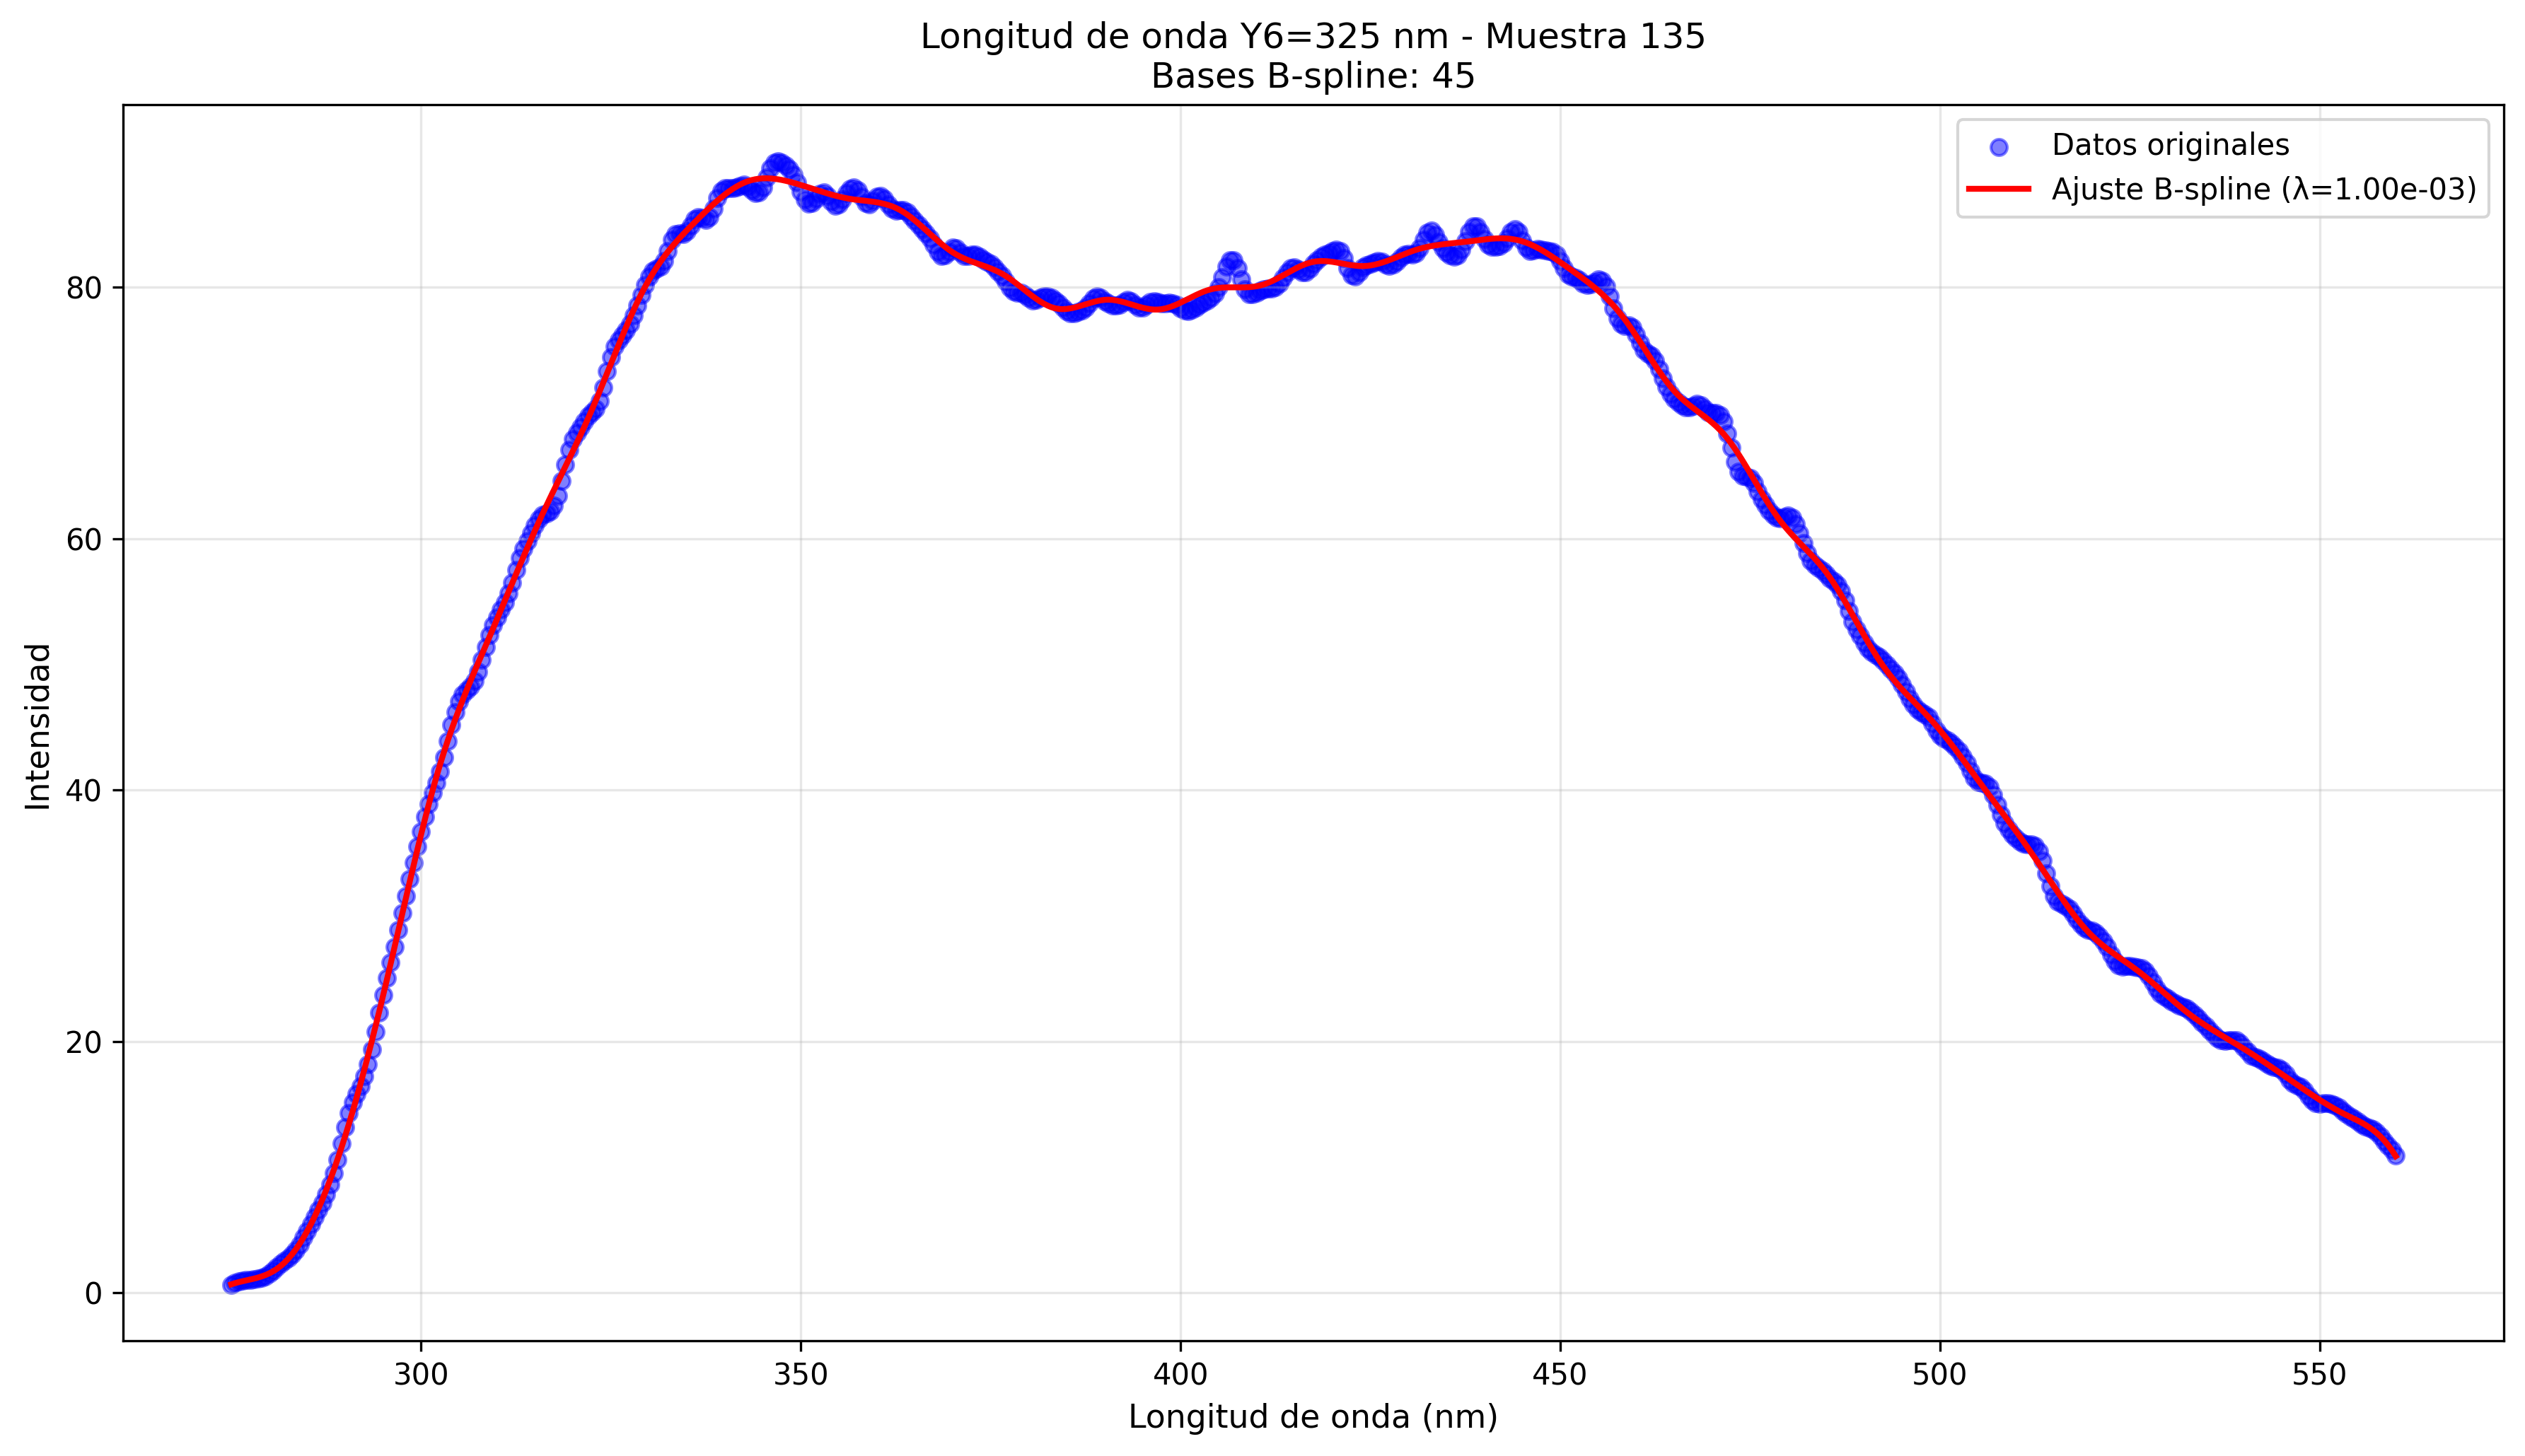 Longitud de onda Y6=325 nm - Muestra 135
Bases B-spline: 45
Datos originales
Ajuste B-spline (λ=1.00e-03)
Intensidad
80
60
40
20
0
300 350 400 450 500 550
Longitud de onda (nm)